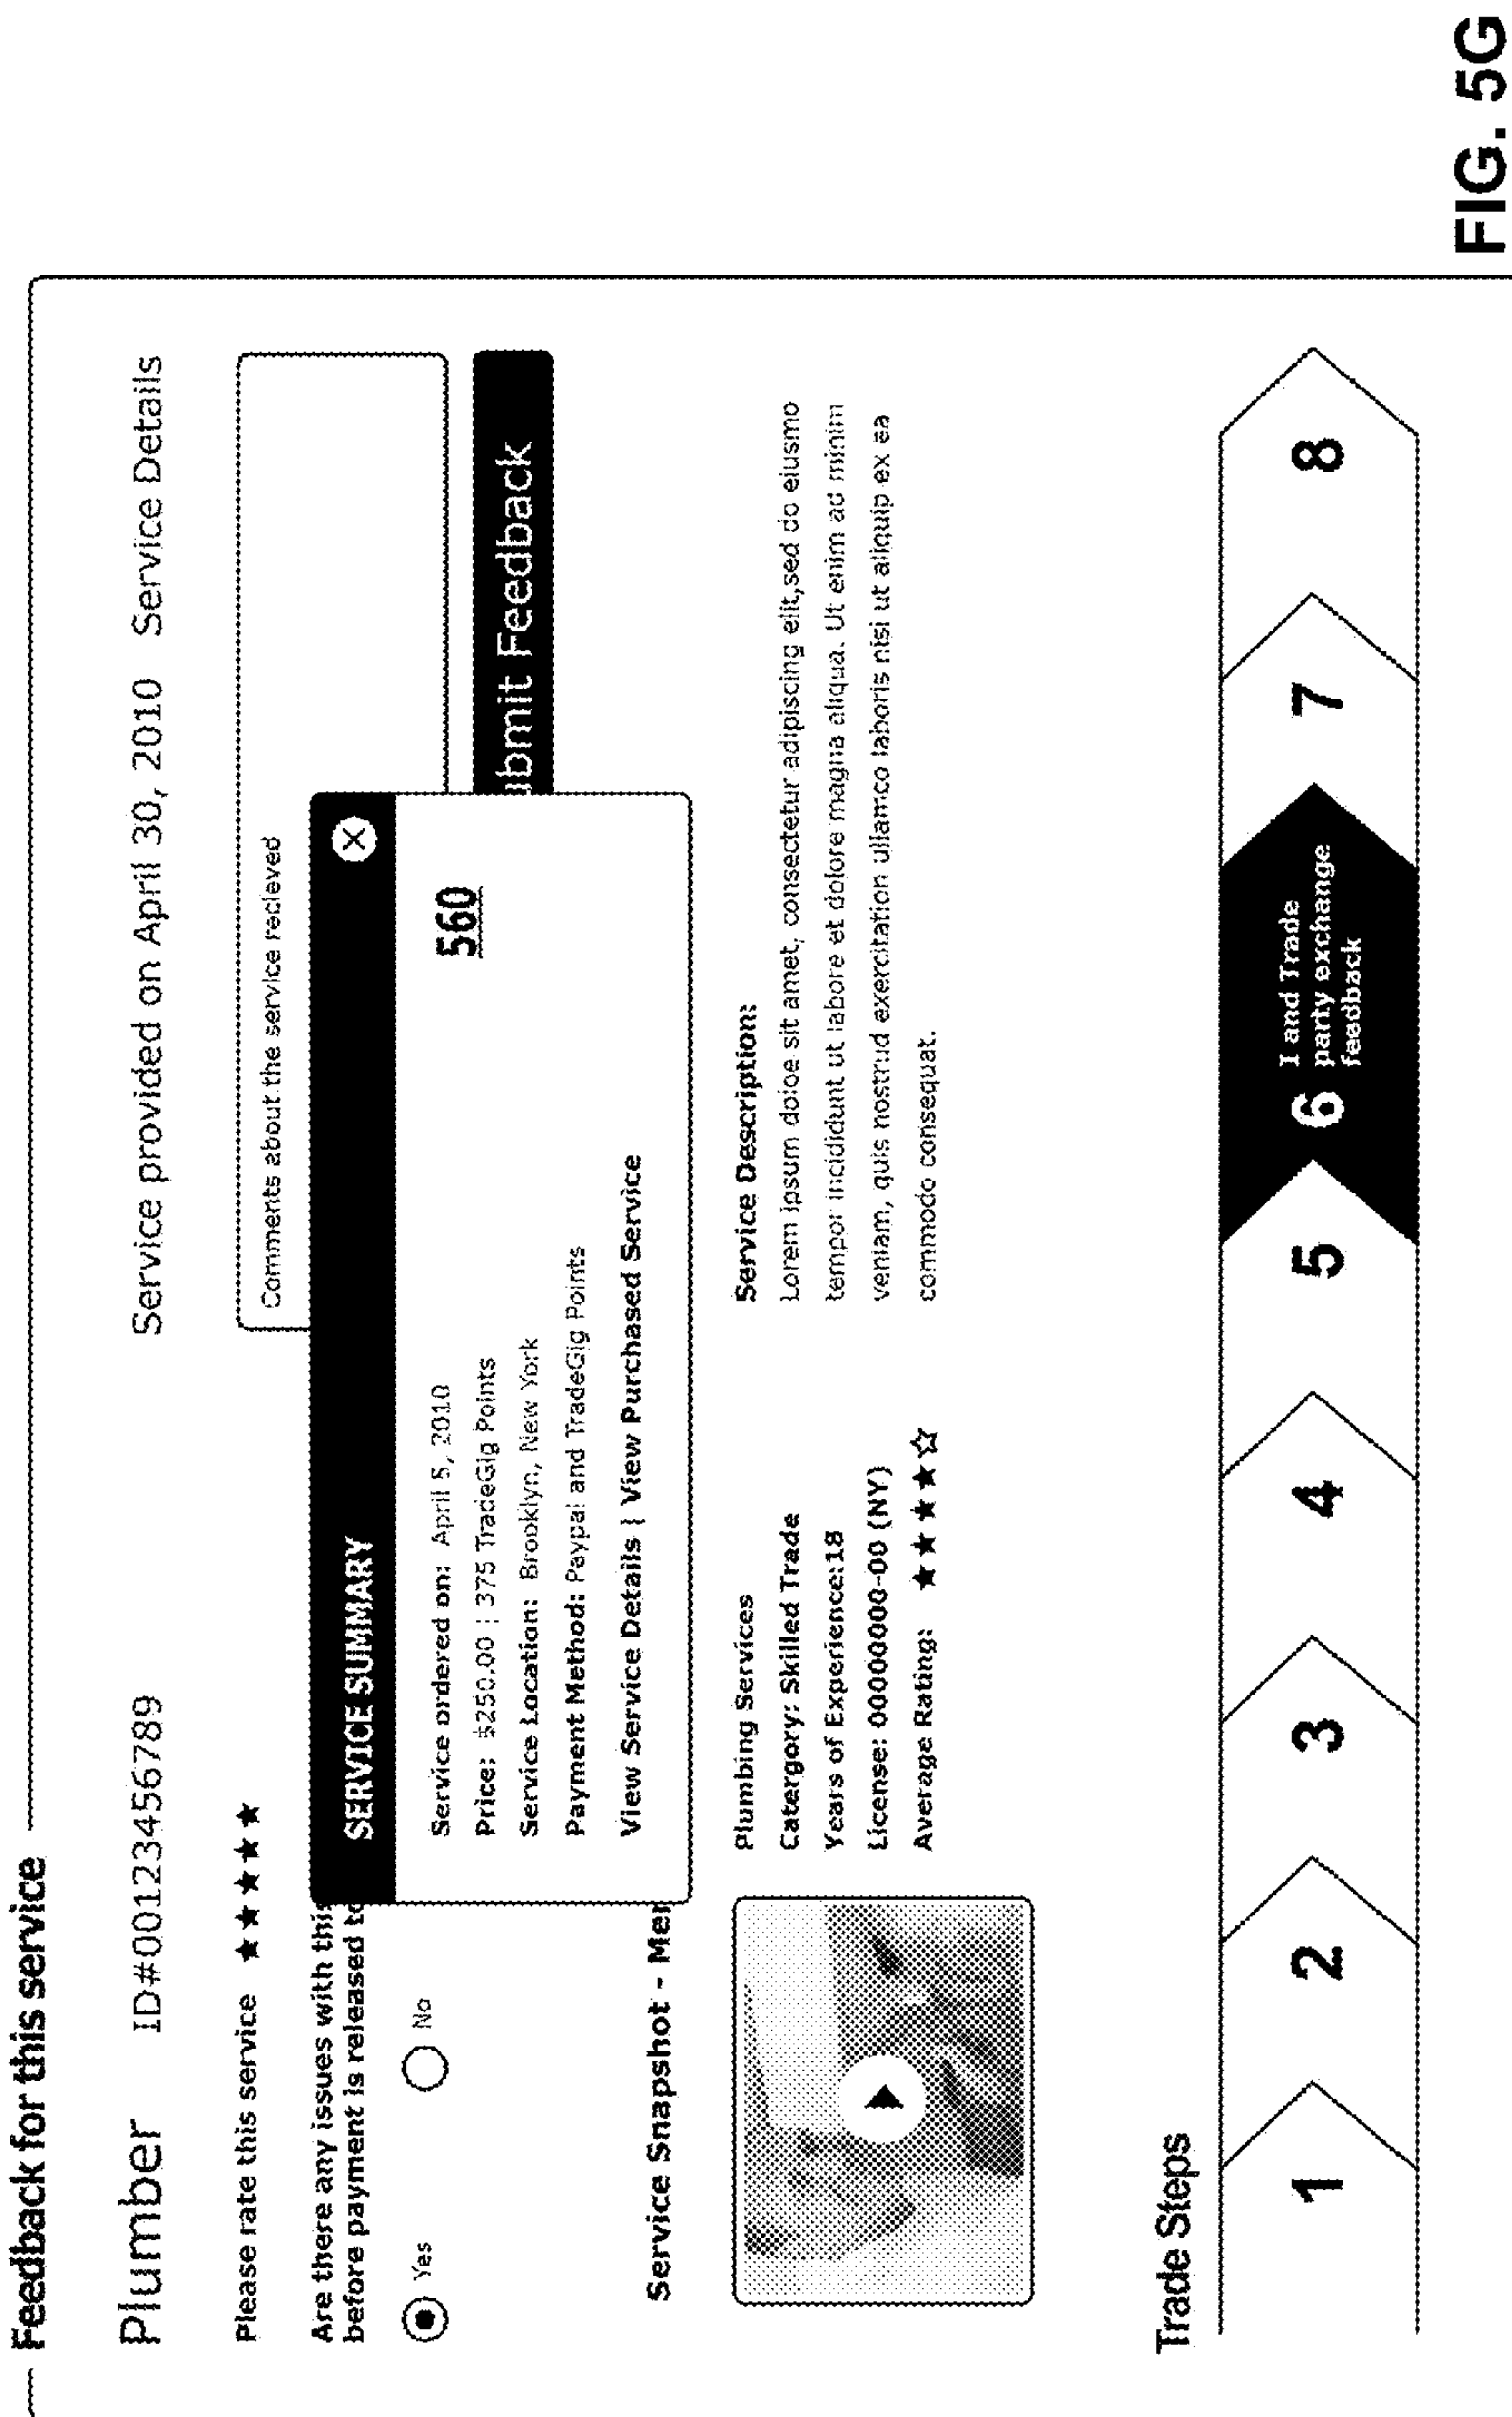 Feedback for this service
Plumber ID#00123456789 Service provided on April 30, 2010 Service Details
Please rate this service ★★★★★
Comments about the service recieved
Are there any issues with this
before payment is released to
Yes No
bmit Feedback
SERVICE SUMMARY
560
Service ordered on: April 5, 2010
Price: $250.00 | 375 TradeGig Points
Service Location: Brooklyn, New York
Payment Method: Paypal and TradeGig Points
View Service Details | View Purchased Service
Service Snapshot - Mer
Plumbing Services
Catergory: Skilled Trade
Years of Experience:18
License: 0000000-00 (NY)
Average Rating: ★★★★☆
Service Description:
Lorem ipsum doloe sit amet, consectetur adipiscing elit,sed do eiusmo
tempor incididunt ut labore et dolore magna aliqua. Ut enim ad minim
veniam, quis nostrud exercitation ullamco laboris nisi ut aliquip ex ea
commodo consequat.
Trade Steps
1 2 3 4 5 6 I and Trade
party exchange
feedback
7 8
FIG. 5G